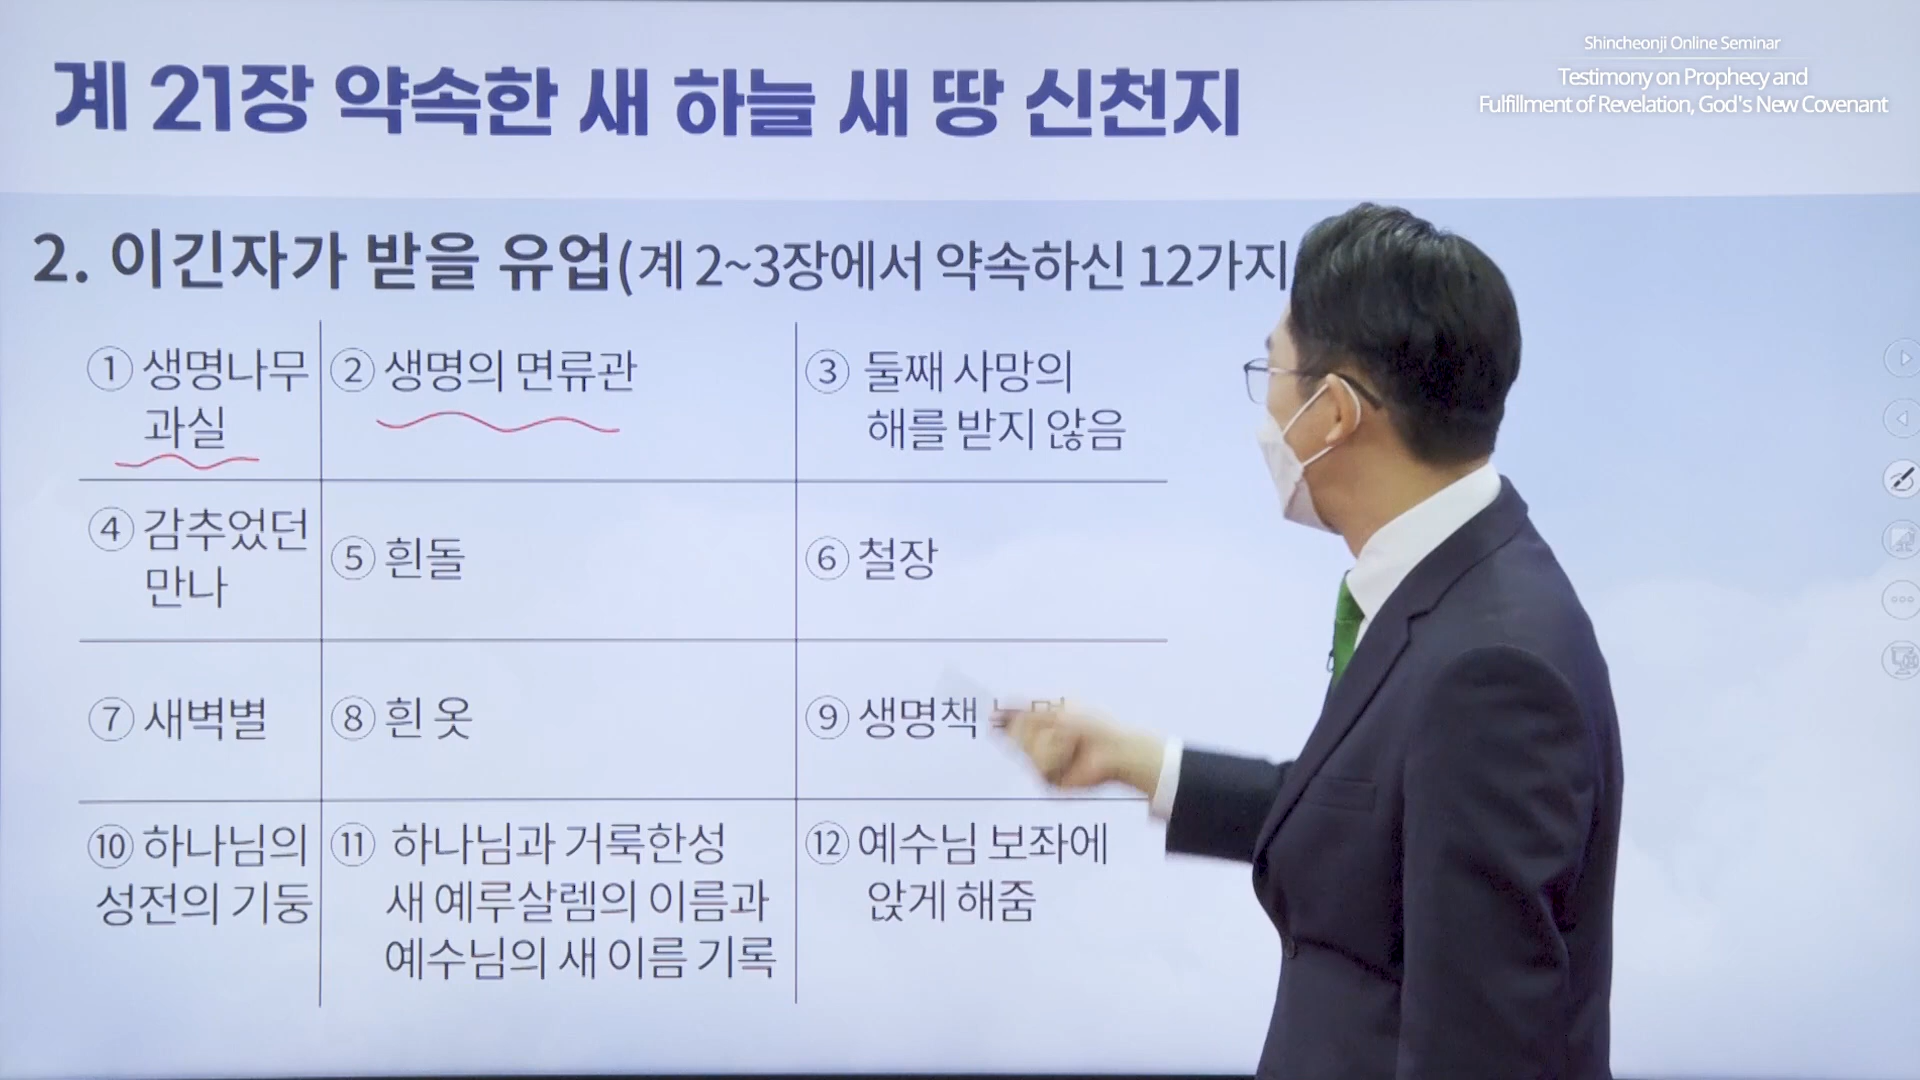 Shincheonji Online Seminar
Testimony on Prophecy and
Fulfillment of Revelation, God's New Covenant
계 21장 약속한 새 하늘 새 땅 신천지
2. 이긴자가 받을 유업(계 2~3장에서 약속하신 12가지
① 생명나무
과실
② 생명의 면류관
③ 둘째 사망의
해를 받지 않음
④ 감추었던
만나
⑤ 흰돌
⑥ 철장
⑦ 새벽별
⑧ 흰 옷
⑨ 생명책
⑩ 하나님의
성전의 기둥
⑪ 하나님과 거룩한성
새 예루살렘의 이름과
예수님의 새 이름 기록
⑫ 예수님 보좌에
앉게 해줌